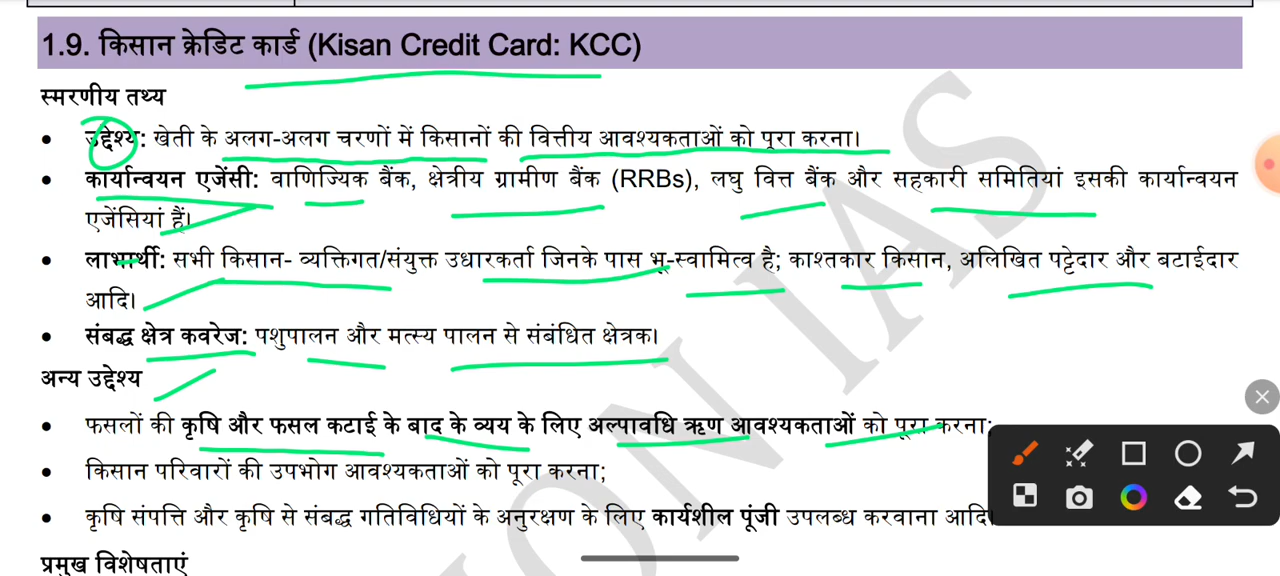 1.9. किसान क्रेडिट कार्ड (Kisan Credit Card: KCC)
स्मरणीय तथ्य
• उद्देश्य: खेती के अलग-अलग चरणों में किसानों की वित्तीय आवश्यकताओं को पूरा करना।
• कार्यान्वयन एजेंसी: वाणिज्यिक बैंक, क्षेत्रीय ग्रामीण बैंक (RRBs), लघु वित्त बैंक और सहकारी समितियां इसकी कार्यान्वयन
एजेंसियां हैं।
• लाभार्थी: सभी किसान- व्यक्तिगत/संयुक्त उधारकर्ता जिनके पास भू-स्वामित्व है; काश्तकार किसान, अलिखित पट्टेदार और बटाईदार
आदि।
• संबद्ध क्षेत्र कवरेज: पशुपालन और मत्स्य पालन से संबंधित क्षेत्रक।
अन्य उद्देश्य
• फसलों की कृषि और फसल कटाई के बाद के व्यय के लिए अल्पावधि ऋण आवश्यकताओं को पूरा करना;
• किसान परिवारों की उपभोग आवश्यकताओं को पूरा करना;
• कृषि संपत्ति और कृषि से संबद्ध गतिविधियों के अनुरक्षण के लिए कार्यशील पूंजी उपलब्ध करवाना आदि।
प्रमुख विशेषताएं
ON IAS